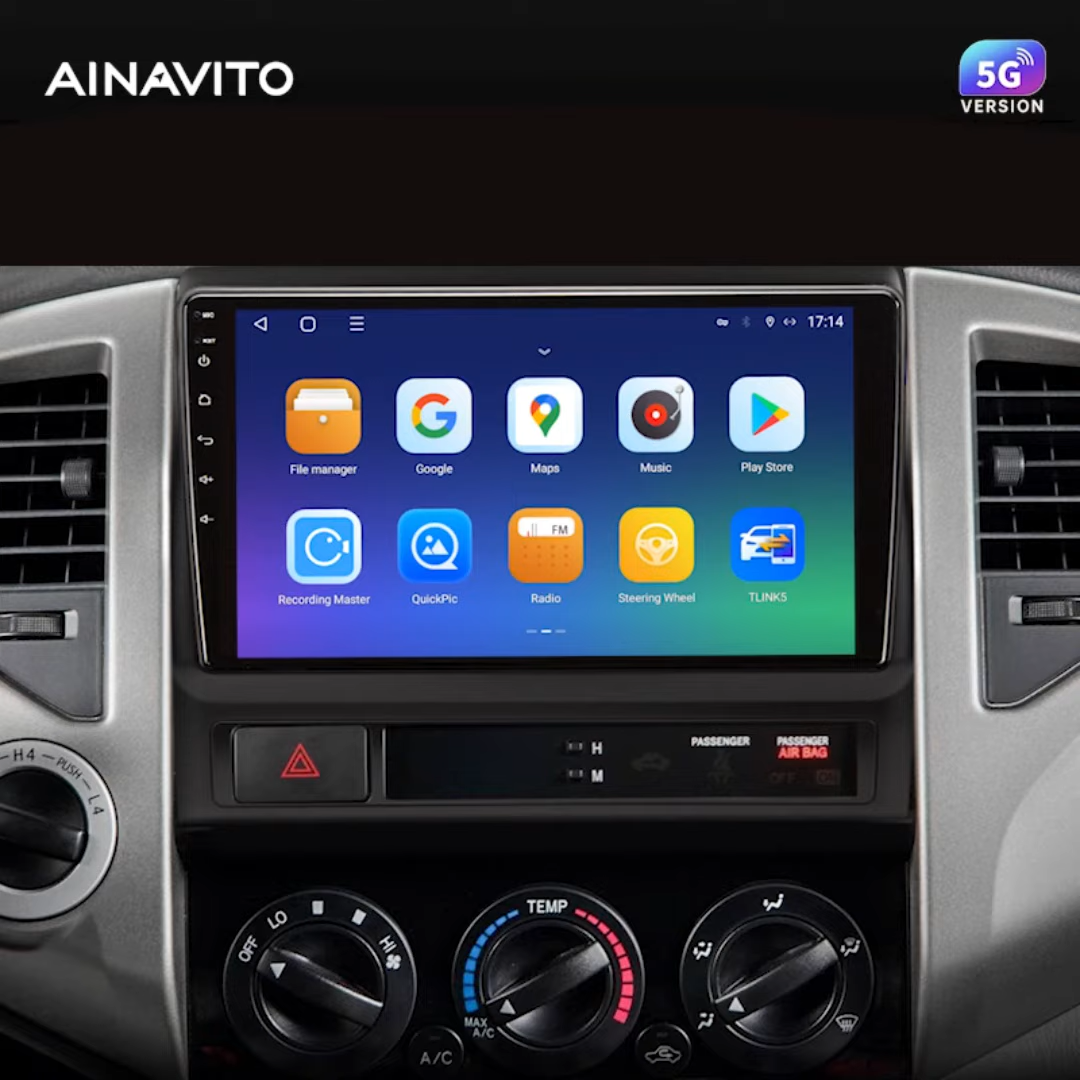 AINAVITO
5G
VERSION
MIC
RST
17:14
File manager
Google
Maps
Music
Play Store
FM
Recording Master
QuickPic
Radio
Steering Wheel
TLINK5
H
M
PASSENGER
PASSENGER
AIR BAG
OFF ON
H4
PUSH
L4
OFF
LO
HI
TEMP
MAX
A/C
A/C